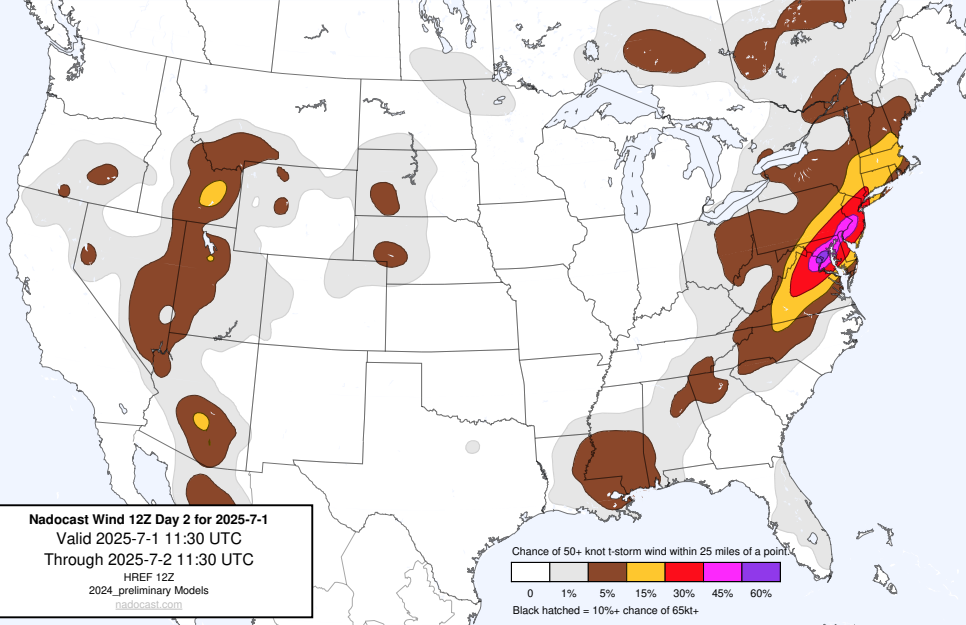 Nadocast Wind 12Z Day 2 for 2025-7-1
Valid 2025-7-1 11:30 UTC
Through 2025-7-2 11:30 UTC
HREF 12Z
2024_preliminary Models
nadocast.com
Chance of 50+ knot t-storm wind within 25 miles of a point.
0 1% 5% 15% 30% 45% 60%
Black hatched = 10%+ chance of 65kt+